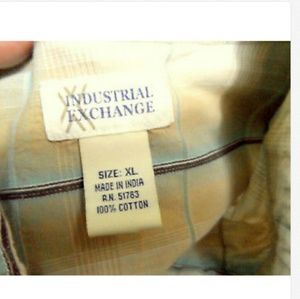 INDUSTRIAL
EXCHANGE
SIZE: XL
MADE IN INDIA
R.N. 51763
100% COTTON